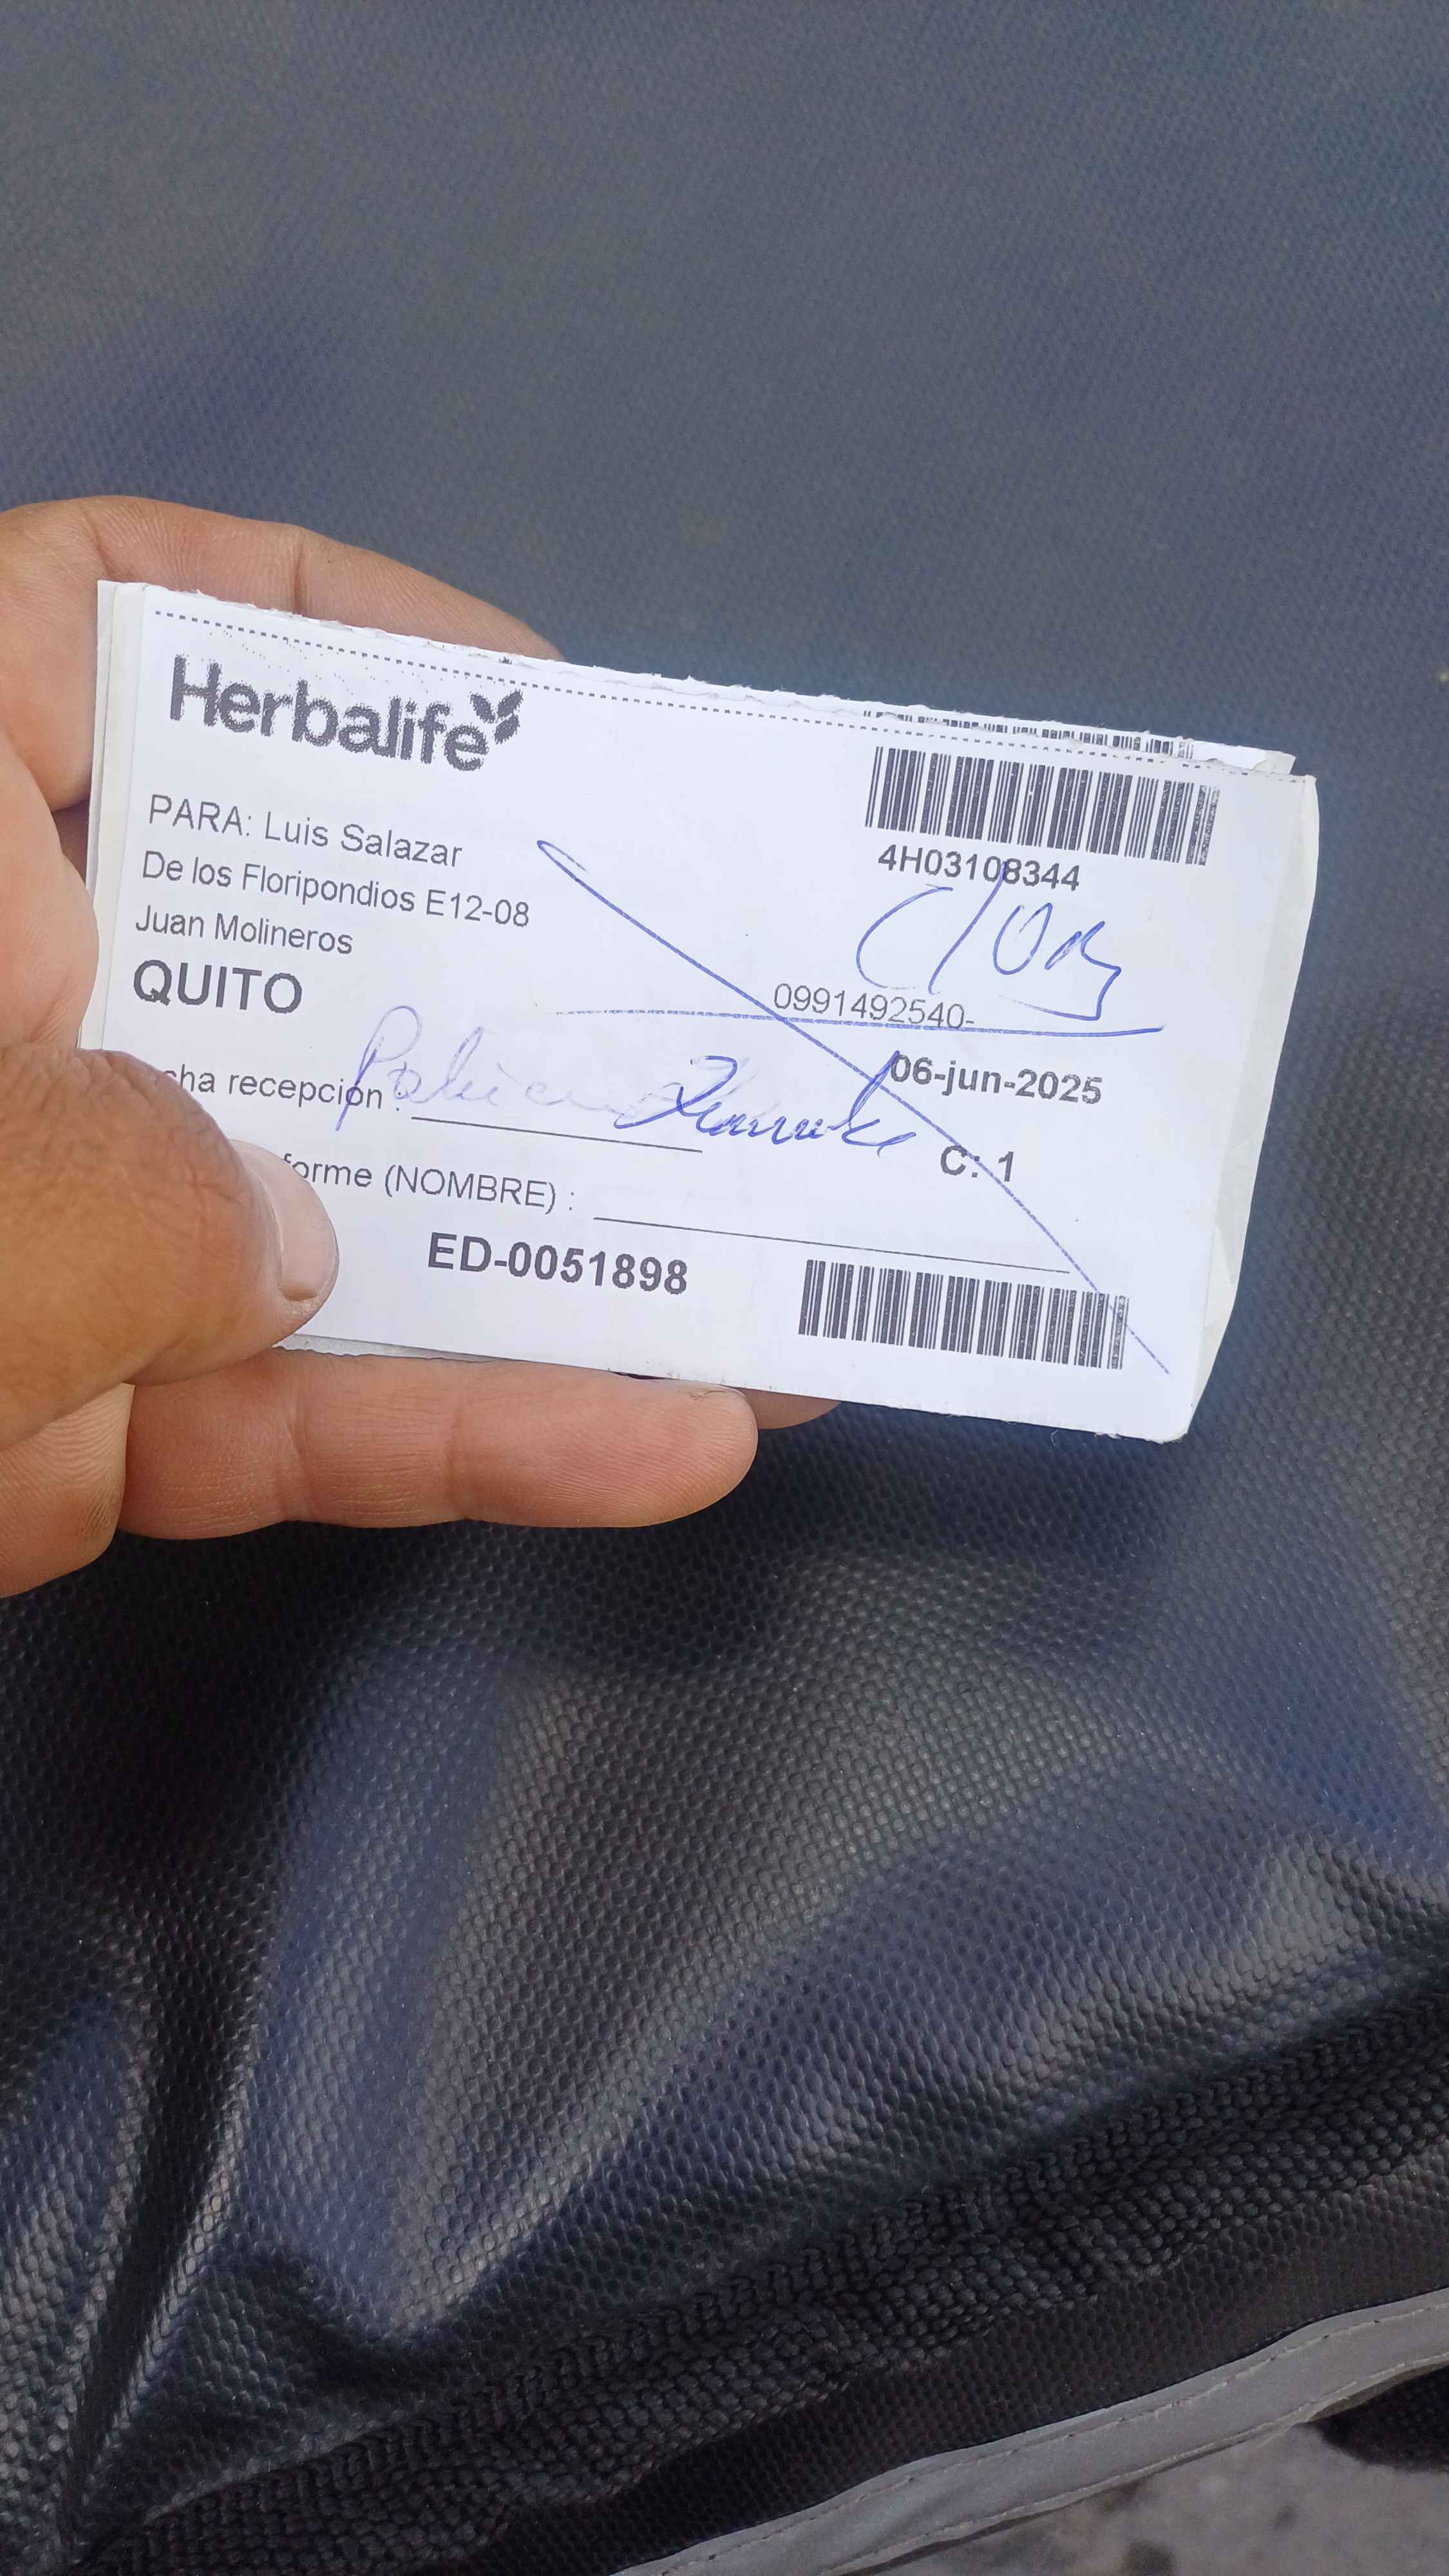 Herbalife
4H03108344
PARA: Luis Salazar
De los Floripondios E12-08
Juan Molineros
QUITO
0991492540-
06-jun-2025
cha recepción :
C: 1
forme (NOMBRE) :
ED-0051898